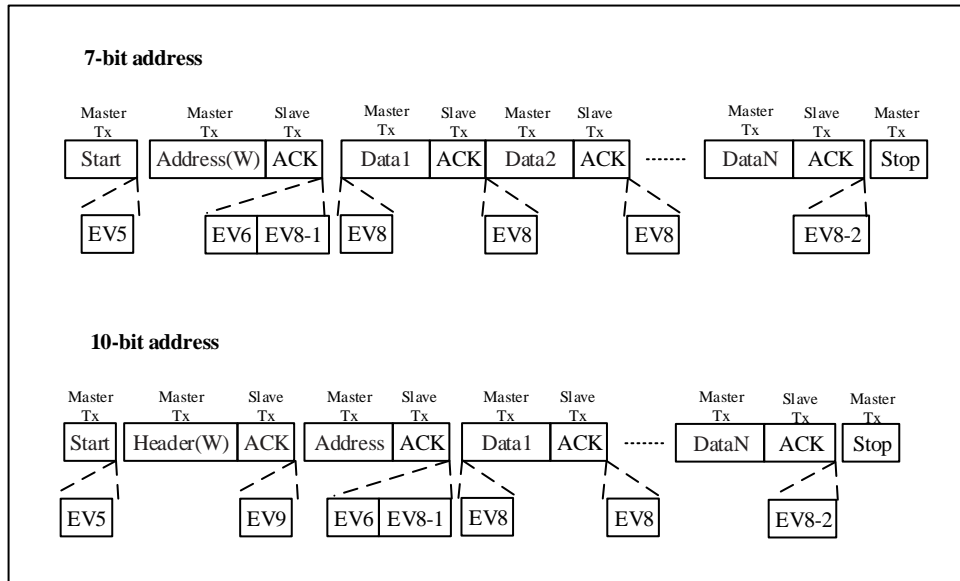 7-bit address
Master Tx Master Tx Slave Tx Master Tx Slave Tx Master Tx Slave Tx Master Tx Slave Tx Master Tx
Start Address(W) ACK Data1 ACK Data2 ACK DataN ACK Stop
EV5 EV6 EV8-1 EV8 EV8 EV8 EV8-2
10-bit address
Master Tx Master Tx Slave Tx Master Tx Slave Tx Master Tx Slave Tx Master Tx Slave Tx Master Tx
Start Header(W) ACK Address ACK Data1 ACK DataN ACK Stop
EV5 EV9 EV6 EV8-1 EV8 EV8 EV8-2